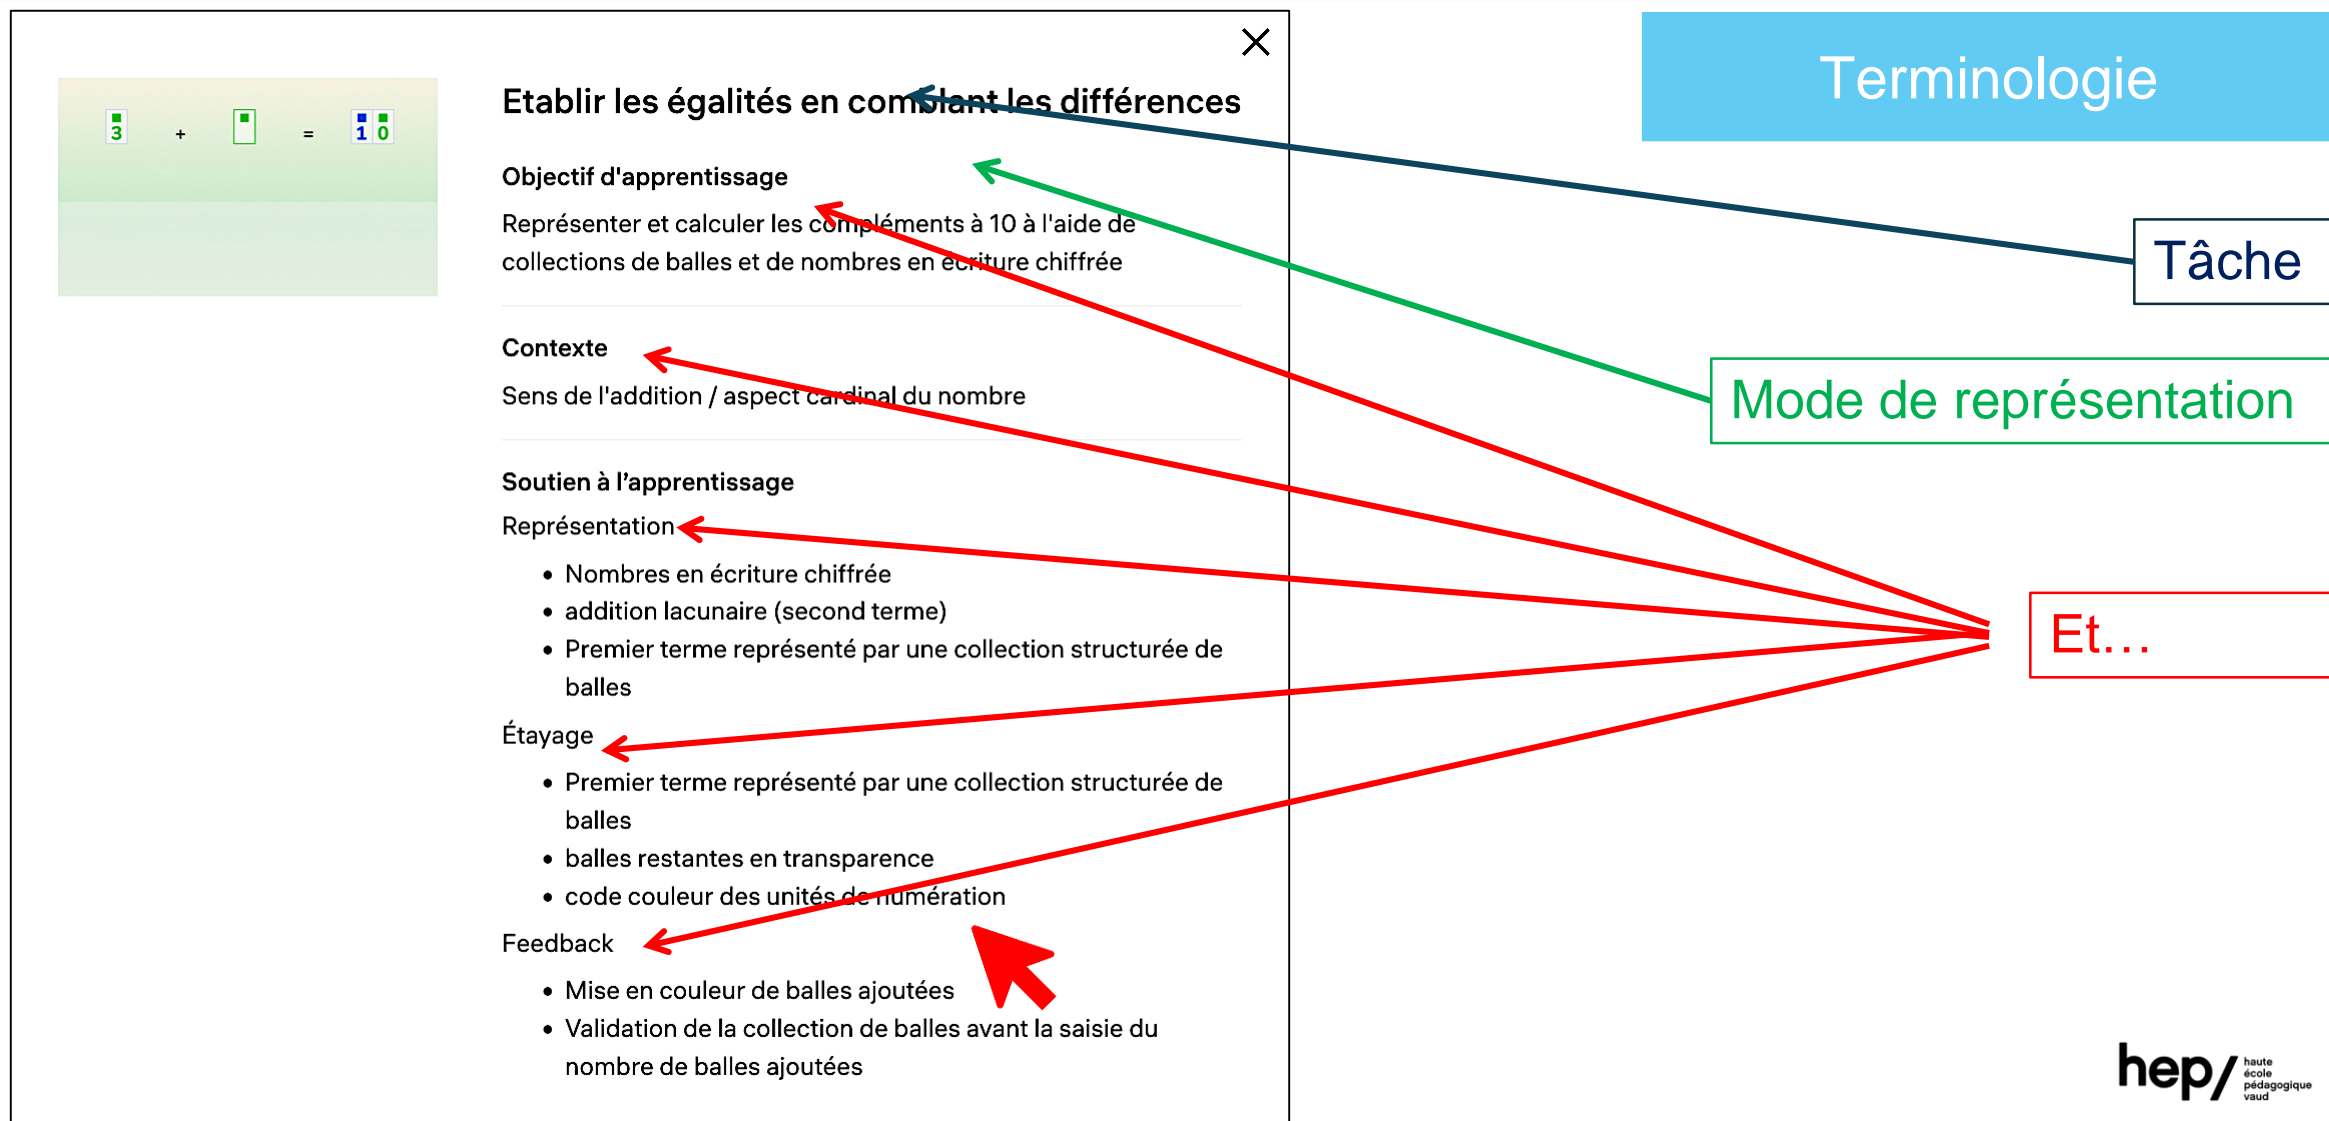 Terminologie
3 + = 1 0
Etablir les égalités en comblant les différences
Objectif d'apprentissage
Représenter et calculer les compléments à 10 à l'aide de
collections de balles et de nombres en écriture chiffrée
Contexte
Sens de l'addition / aspect cardinal du nombre
Soutien à l'apprentissage
Représentation
• Nombres en écriture chiffrée
• addition lacunaire (second terme)
• Premier terme représenté par une collection structurée de
balles
Étayage
• Premier terme représenté par une collection structurée de
balles
• balles restantes en transparence
• code couleur des unités de numération
Feedback
• Mise en couleur de balles ajoutées
• Validation de la collection de balles avant la saisie du
nombre de balles ajoutées
Tâche
Mode de représentation
Et…
hep/
haute
école
pédagogique
vaud